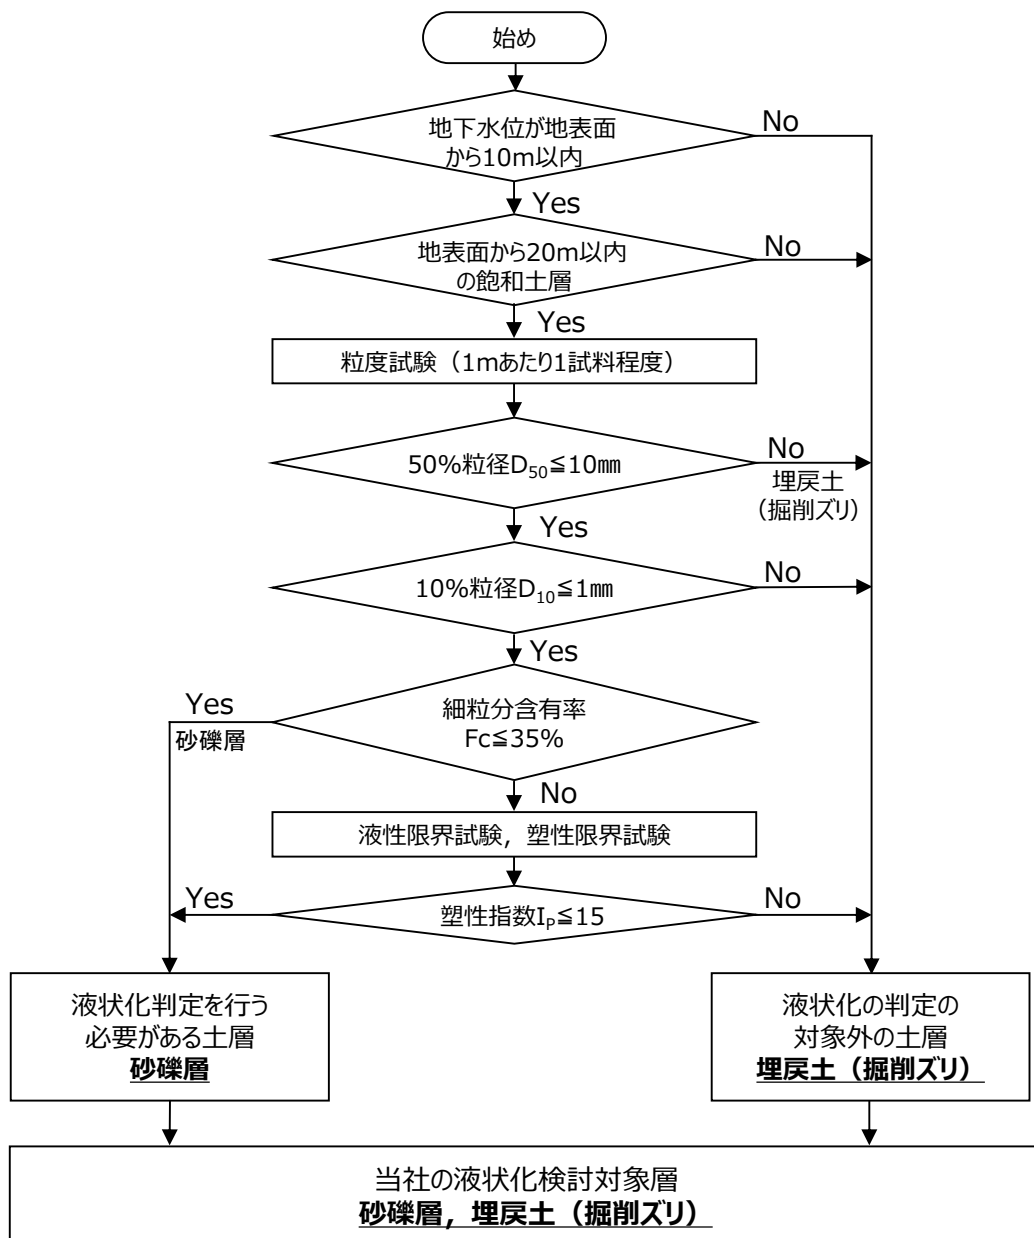 始め
地下水位が地表面
から10m以内
No
Yes
地表面から20m以内
の飽和土層
No
Yes
粒度試験（1mあたり1試料程度）
50%粒径D50≦10㎜
No
埋戻土
（掘削ズリ）
Yes
10%粒径D10≦1㎜
No
Yes
細粒分含有率
Fc≦35%
Yes
砂礫層
No
液性限界試験，塑性限界試験
Yes
塑性指数IP≦15
No
液状化判定を行う
必要がある土層
砂礫層
液状化の判定の
対象外の土層
埋戻土（掘削ズリ）
当社の液状化検討対象層
砂礫層，埋戻土（掘削ズリ）